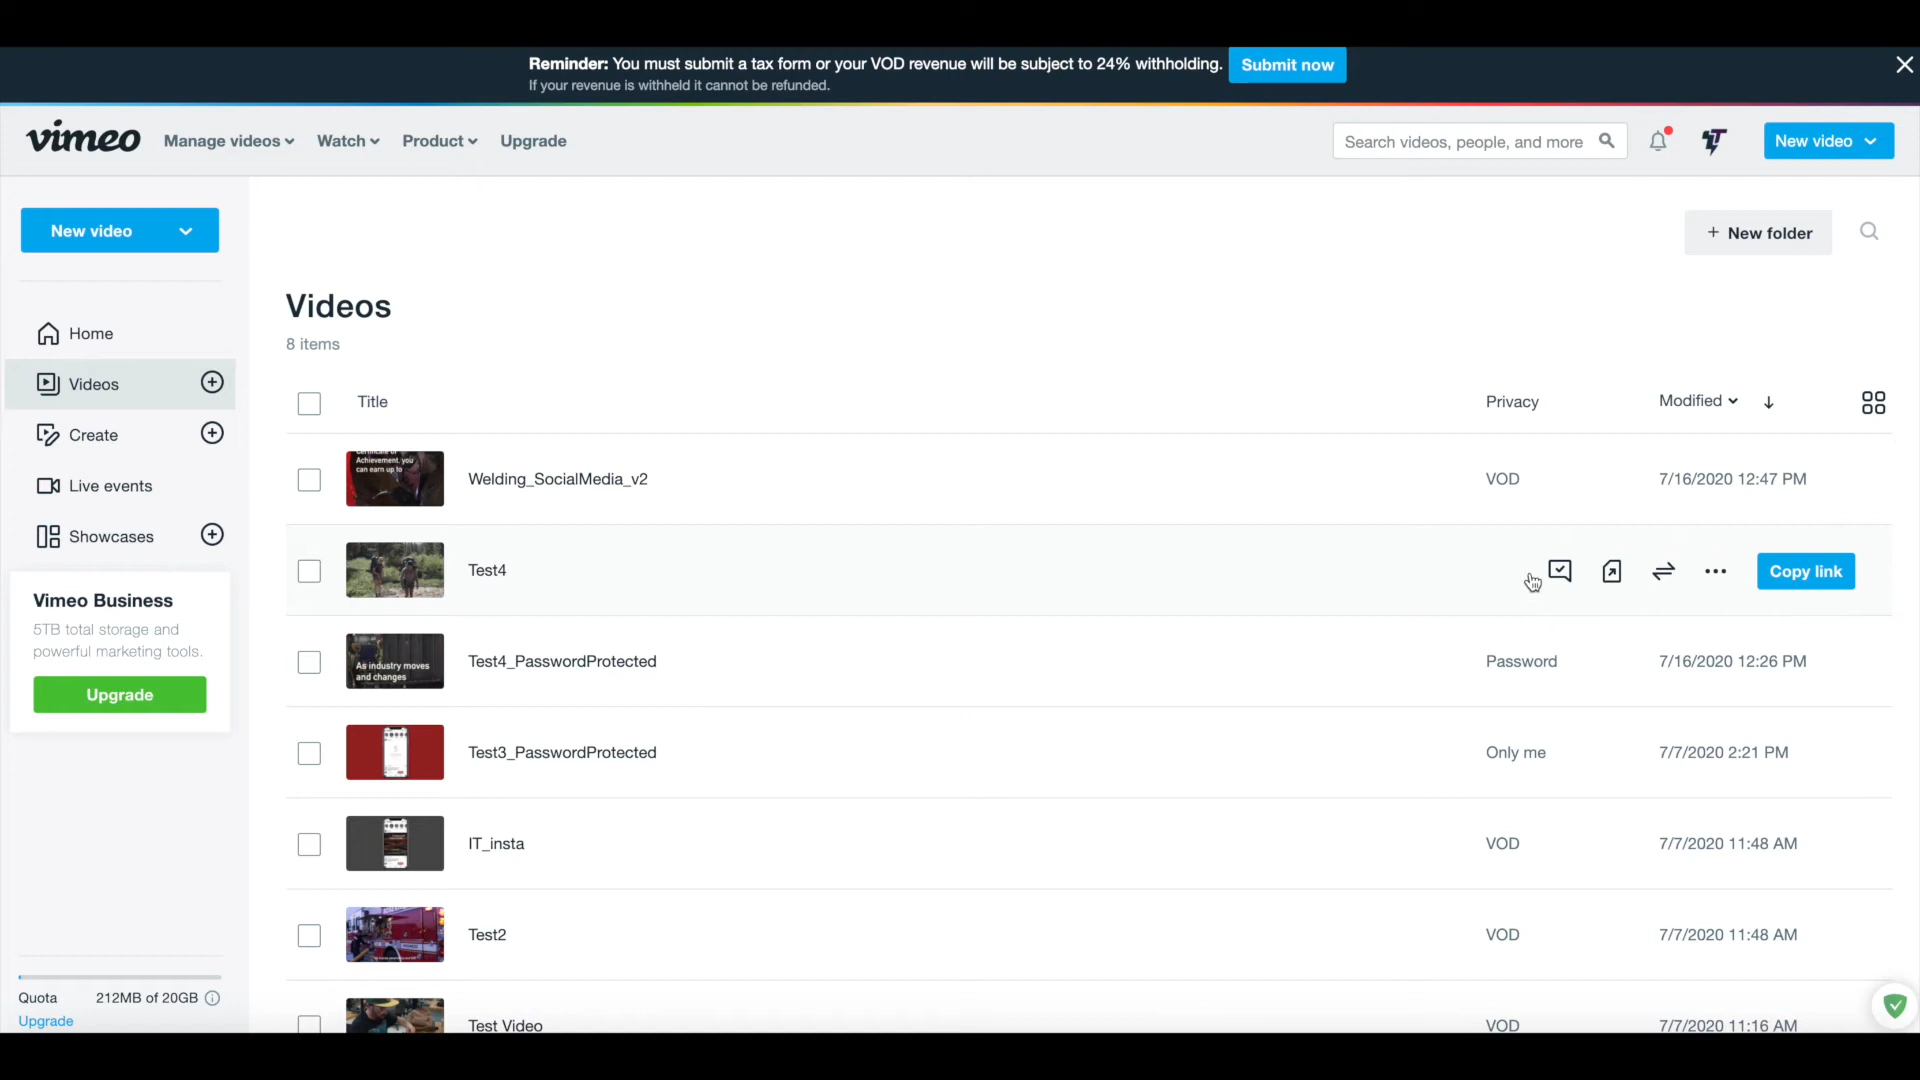 Reminder: You must submit a tax form or your VOD revenue will be subject to 24% withholding.
If your revenue is withheld it cannot be refunded.
Submit now
vimeo
Manage videos
Watch
Product
Upgrade
Search videos, people, and more
New video
New video
+ New folder
Home
Videos
Create
Live events
Showcases
Vimeo Business
5TB total storage and
powerful marketing tools.
Upgrade
Quota 212MB of 20GB
Upgrade
Videos
8 items
Title Privacy Modified
Achievement, you
can earn up to
Welding_SocialMedia_v2 VOD 7/16/2020 12:47 PM
Test4 Copy link
As industry moves
and changes
Test4_PasswordProtected Password 7/16/2020 12:26 PM
Test3_PasswordProtected Only me 7/7/2020 2:21 PM
IT_insta VOD 7/7/2020 11:48 AM
Test2 VOD 7/7/2020 11:48 AM
Test Video VOD 7/7/2020 11:16 AM